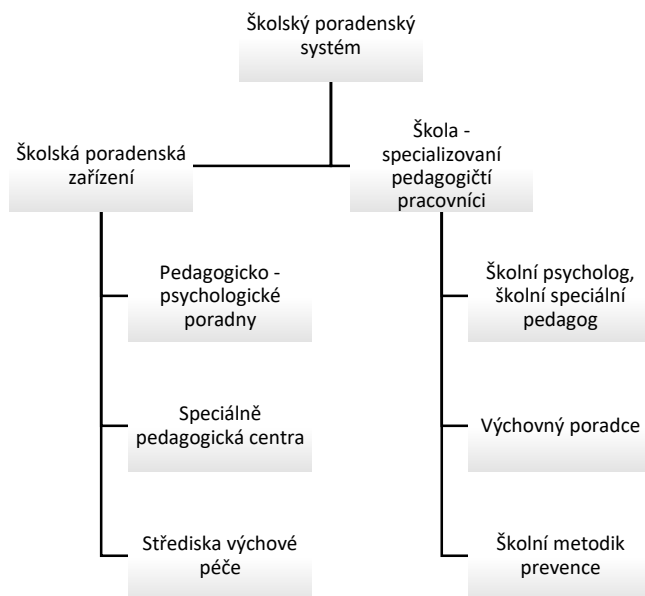 Školský poradenský
systém
Školská poradenská
zařízení
Škola -
specializovaní
pedagogičtí
pracovníci
Pedagogicko -
psychologické
poradny
Školní psycholog,
školní speciální
pedagog
Speciálně
pedagogická centra
Výchovný poradce
Střediska výchové
péče
Školní metodik
prevence